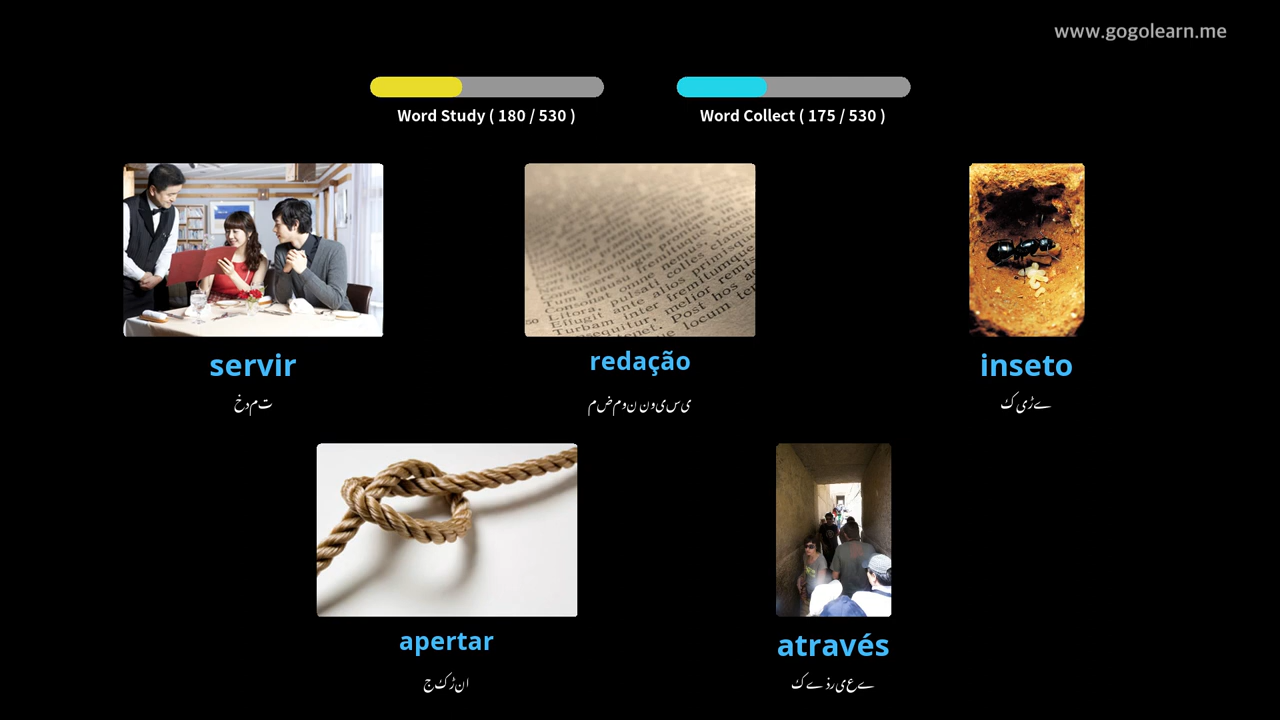 www.gogolearn.me
Word Study ( 180 / 530 )
Word Collect ( 175 / 530 )
servir
خدمت
redação
مضمون نویسی
inseto
کیڑے
apertar
جکڑنا
através
کے ذریعے